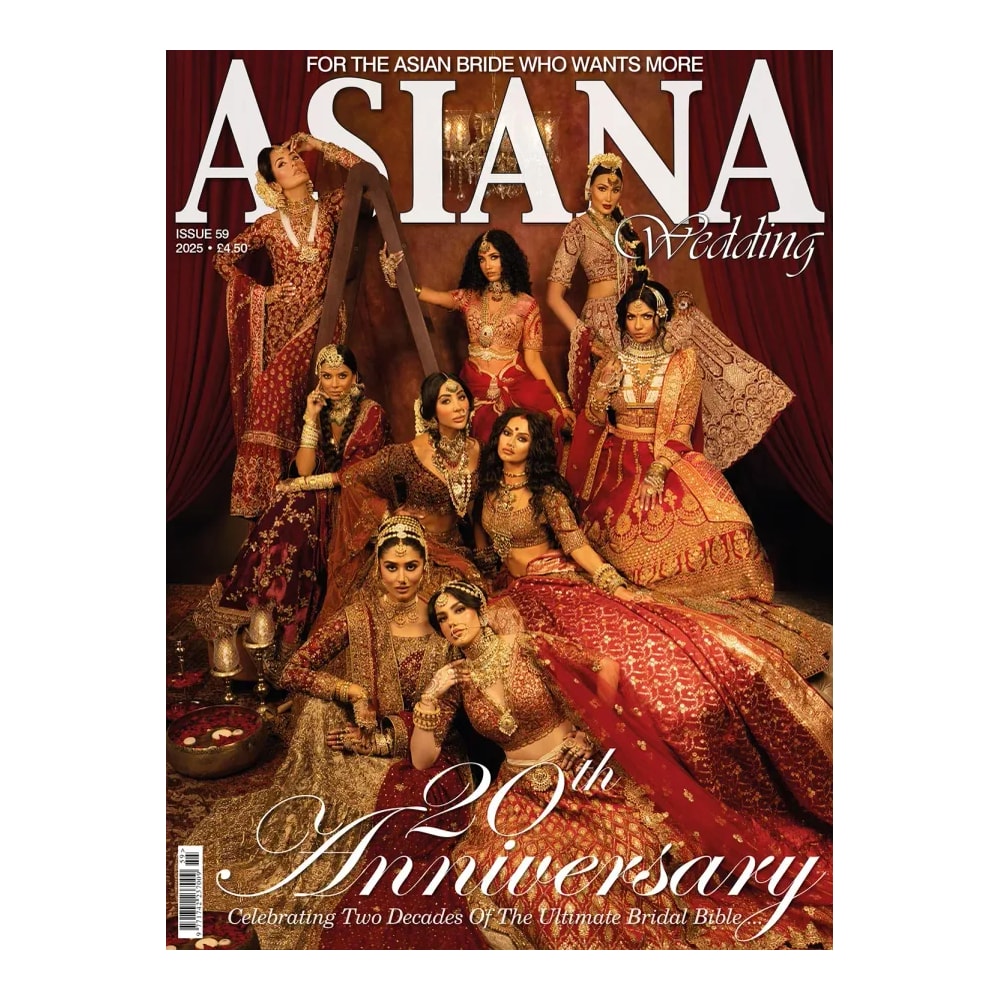 FOR THE ASIAN BRIDE WHO WANTS MORE
ASIANA
Wedding
ISSUE 59
2025 • £4.50
20th
Anniversary
Celebrating Two Decades Of The Ultimate Bridal Bible...
59>